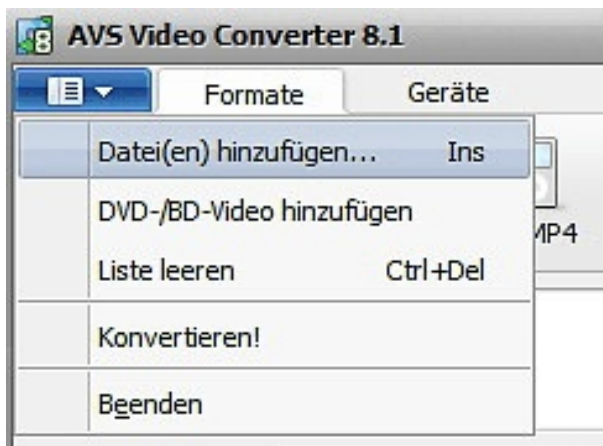 AVS Video Converter 8.1
Formate Geräte
Datei(en) hinzufügen... Ins
DVD-/BD-Video hinzufügen
MP4
Liste leeren Ctrl+Del
Konvertieren!
Beenden